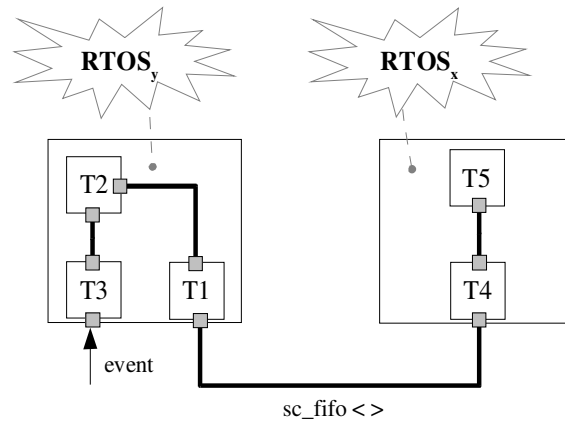 RTOSy
RTOSx
T2
T5
T3
T1
T4
event
sc_fifo < >